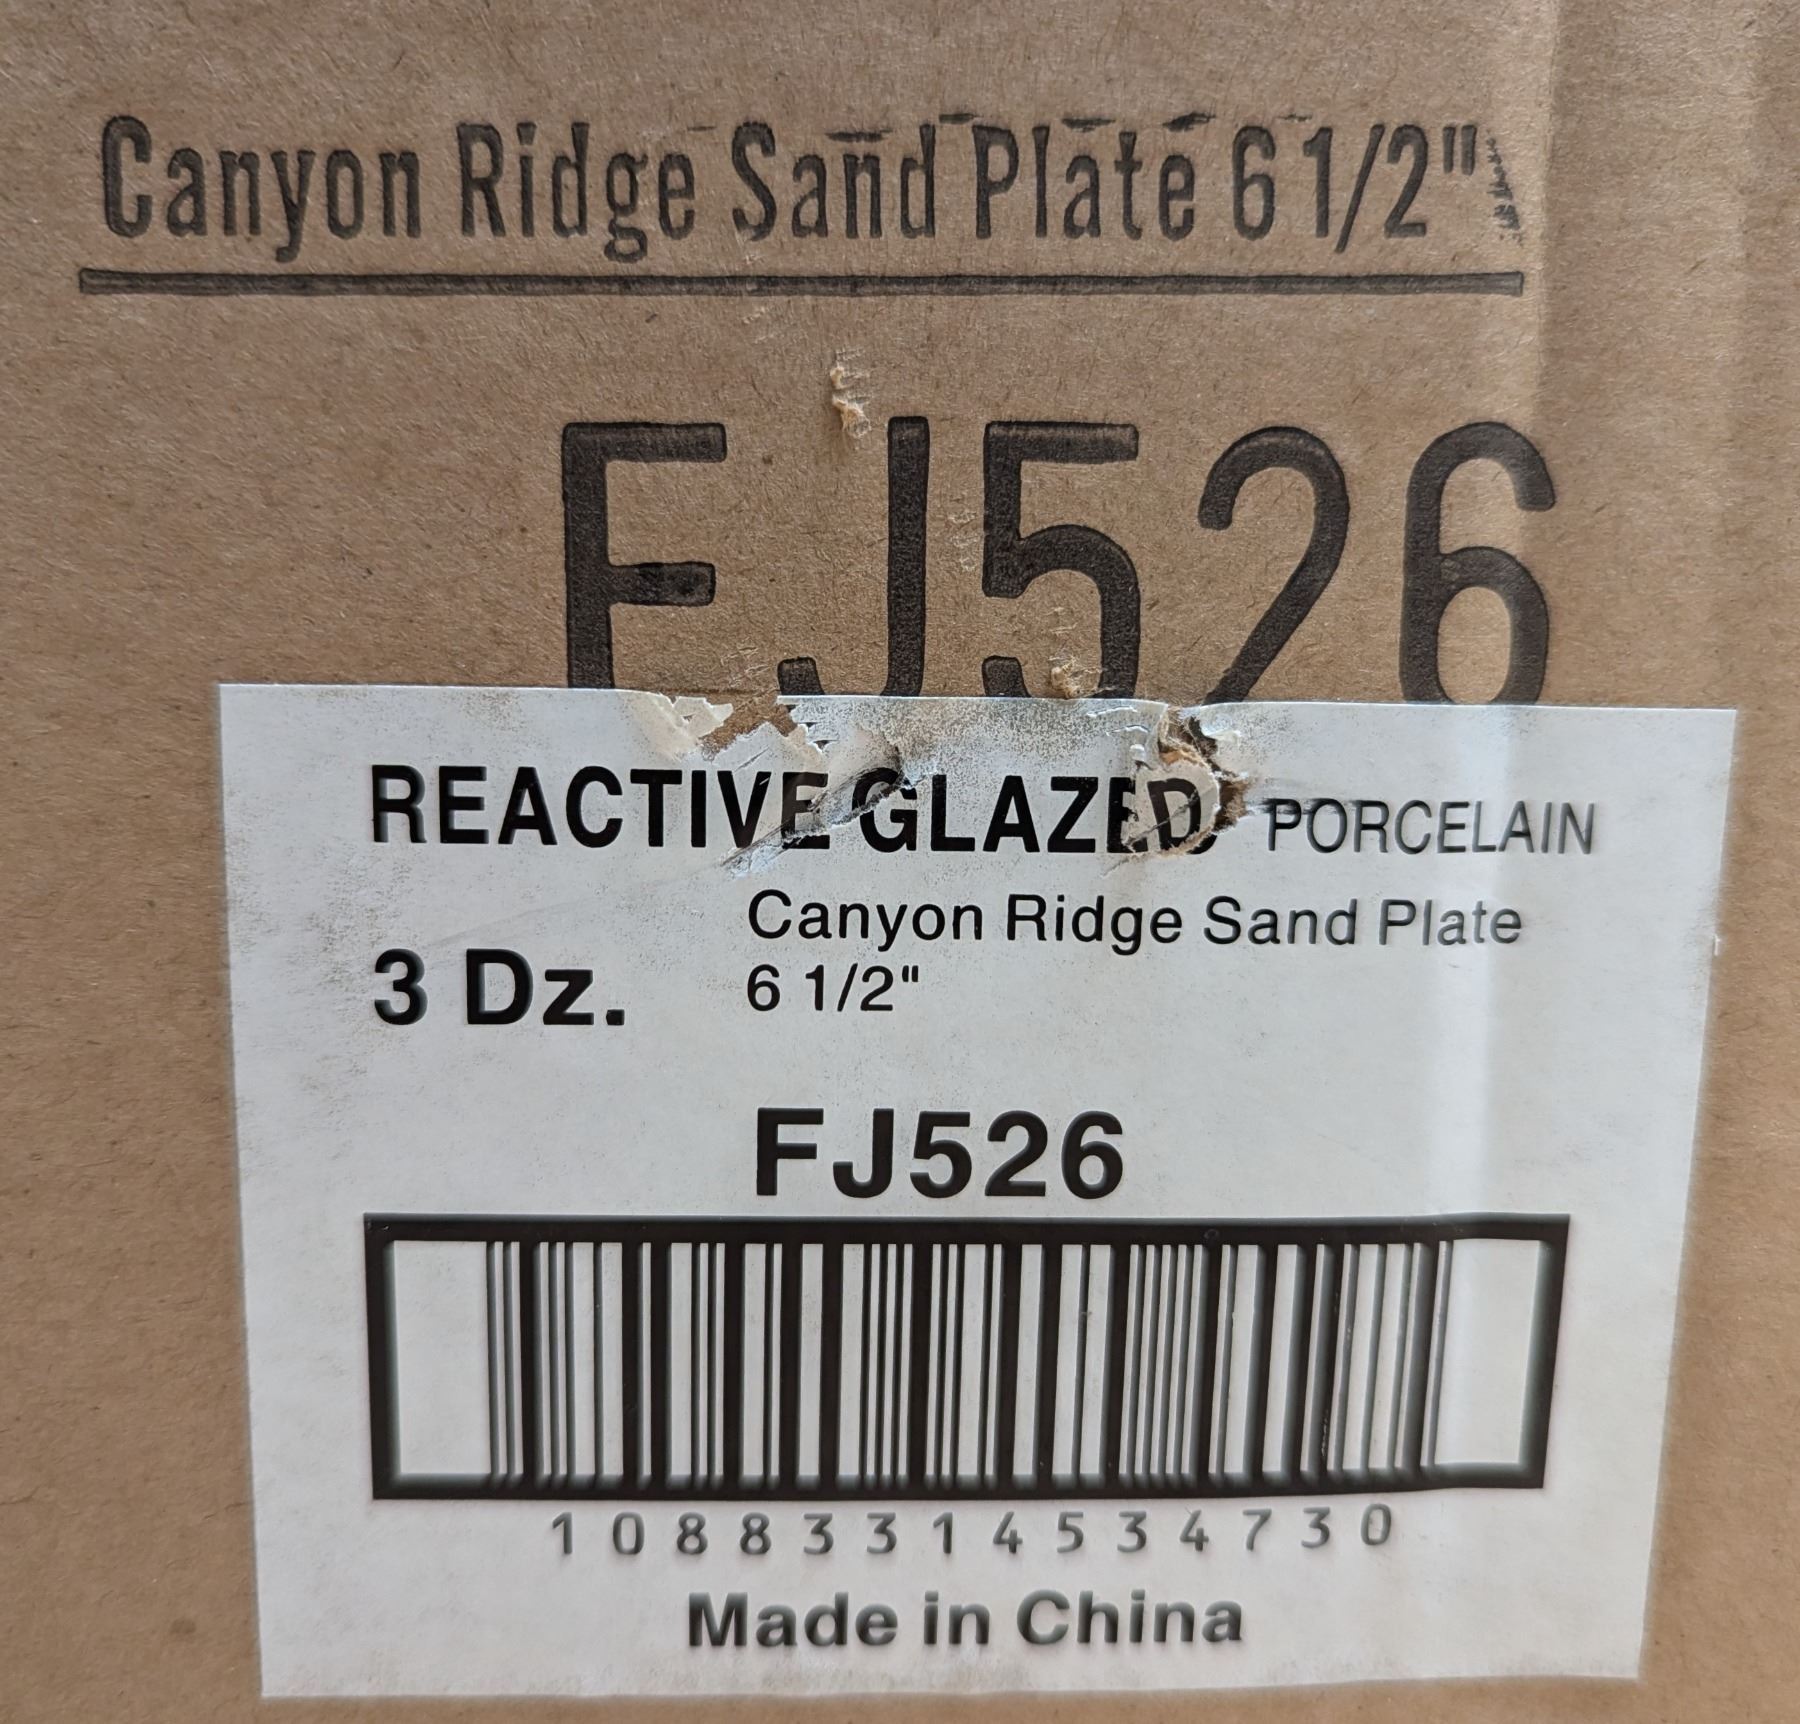 Canyon Ridge Sand Plate 6 1/2"
FJ526
REACTIVE GLAZED PORCELAIN
Canyon Ridge Sand Plate
3 Dz. 6 1/2"
FJ526
10883314534730
Made in China